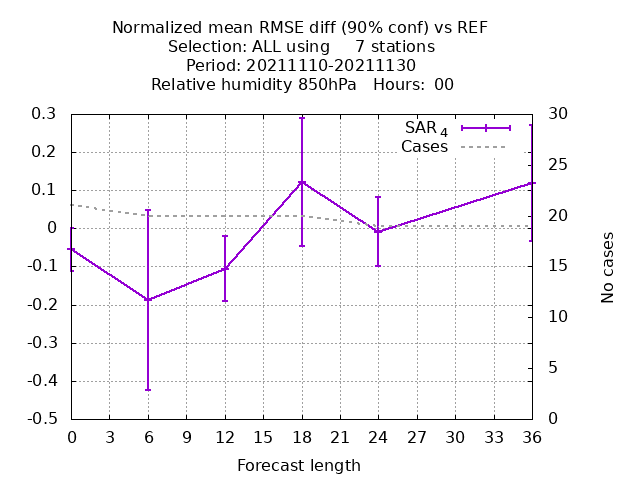 Normalized mean RMSE diff (90% conf) vs REF
Selection: ALL using     7 stations
Period: 20211110-20211130
Relative humidity 850hPa   Hours:  00
0.3
0.2
0.1
0
-0.1
-0.2
-0.3
-0.4
-0.5
SAR 4
Cases
30
25
20
15
10
5
0
No cases
0 3 6 9 12 15 18 21 24 27 30 33 36
Forecast length